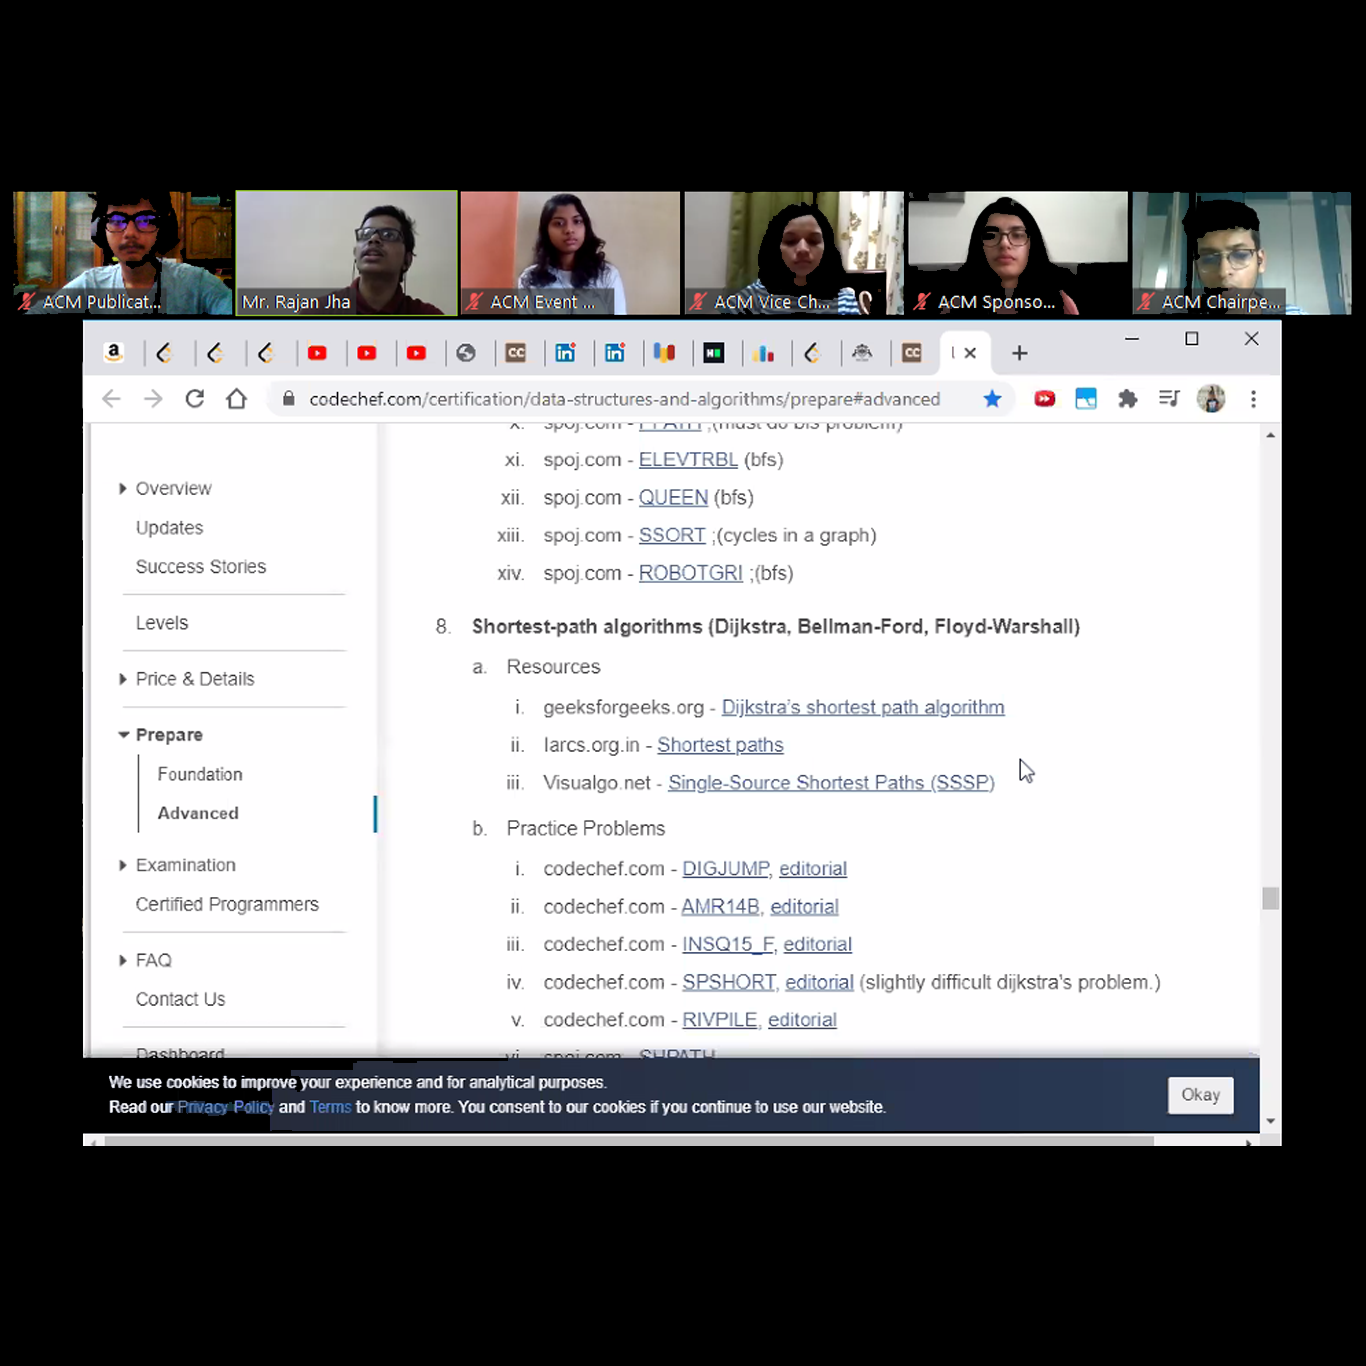 ACM Publicat...
Mr. Rajan Jha
ACM Event ...
ACM Vice Ch...
ACM Sponso...
ACM Chairpe...
codechef.com/certification/data-structures-and-algorithms/prepare#advanced
Overview
Updates
Success Stories
Levels
Price & Details
Prepare
Foundation
Advanced
Examination
Certified Programmers
FAQ
Contact Us
Dashboard
x. spoj.com - PPATH ;(must do bfs problem)
xi. spoj.com - ELEVTRBL (bfs)
xii. spoj.com - QUEEN (bfs)
xiii. spoj.com - SSORT ;(cycles in a graph)
xiv. spoj.com - ROBOTGRI ;(bfs)
8. Shortest-path algorithms (Dijkstra, Bellman-Ford, Floyd-Warshall)
a. Resources
i. geeksforgeeks.org - Dijkstra's shortest path algorithm
ii. Iarcs.org.in - Shortest paths
iii. Visualgo.net - Single-Source Shortest Paths (SSSP)
b. Practice Problems
i. codechef.com - DIGJUMP, editorial
ii. codechef.com - AMR14B, editorial
iii. codechef.com - INSQ15_F, editorial
iv. codechef.com - SPSHORT, editorial (slightly difficult dijkstra's problem.)
v. codechef.com - RIVPILE, editorial
vi. spoj.com - SHPATH
We use cookies to improve your experience and for analytical purposes.
Read our Privacy Policy and Terms to know more. You consent to our cookies if you continue to use our website.
Okay